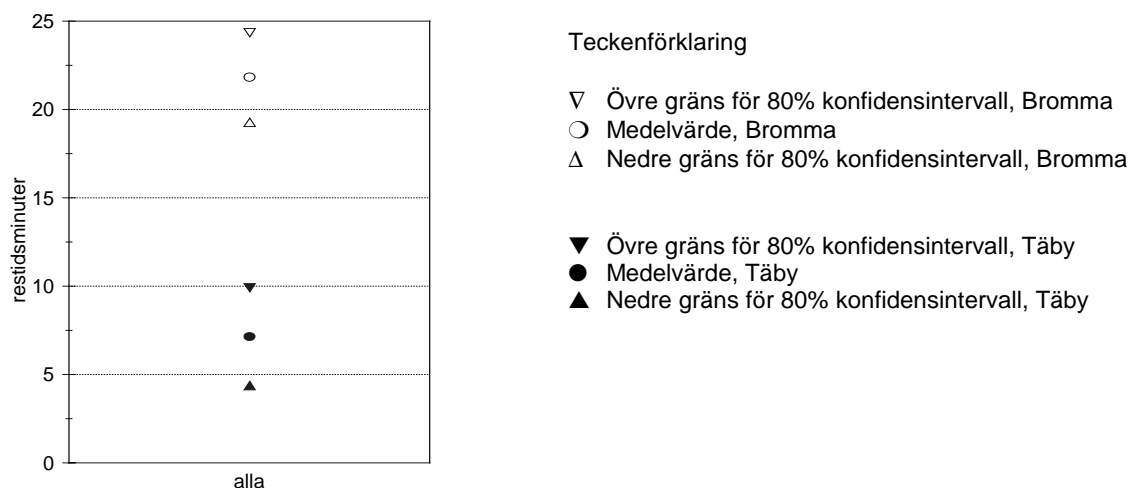 25
20
15
10
5
0
restidsminuter
alla
Teckenförklaring
∇ Övre gräns för 80% konfidensintervall, Bromma
❍ Medelvärde, Bromma
∆ Nedre gräns för 80% konfidensintervall, Bromma
▼ Övre gräns för 80% konfidensintervall, Täby
● Medelvärde, Täby
▲ Nedre gräns för 80% konfidensintervall, Täby